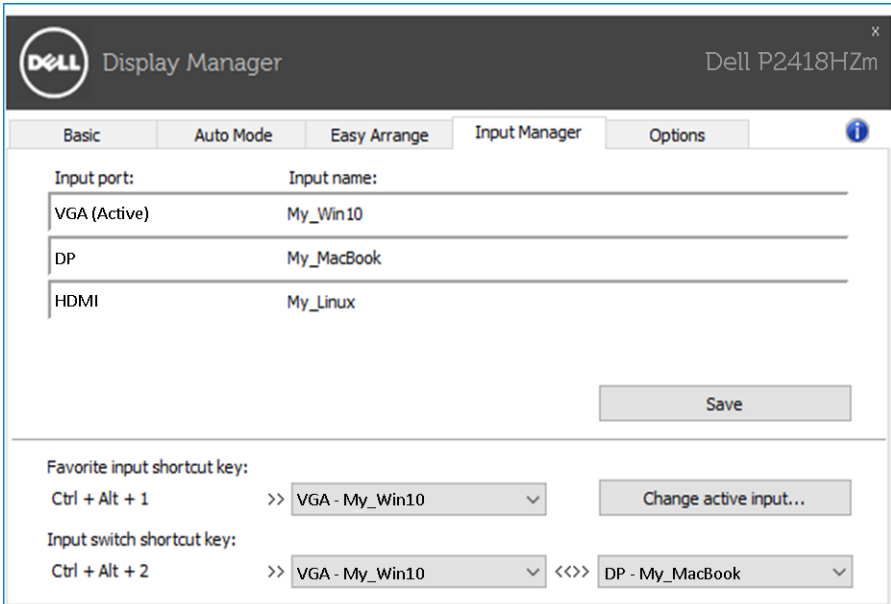 x
DELL Display Manager Dell P2418HZm
Basic Auto Mode Easy Arrange Input Manager Options i
Input port: Input name:
VGA (Active) My_Win10
DP My_MacBook
HDMI My_Linux
Save
Favorite input shortcut key:
Ctrl + Alt + 1 >> VGA - My_Win10 Change active input...
Input switch shortcut key:
Ctrl + Alt + 2 >> VGA - My_Win10 <<>> DP - My_MacBook